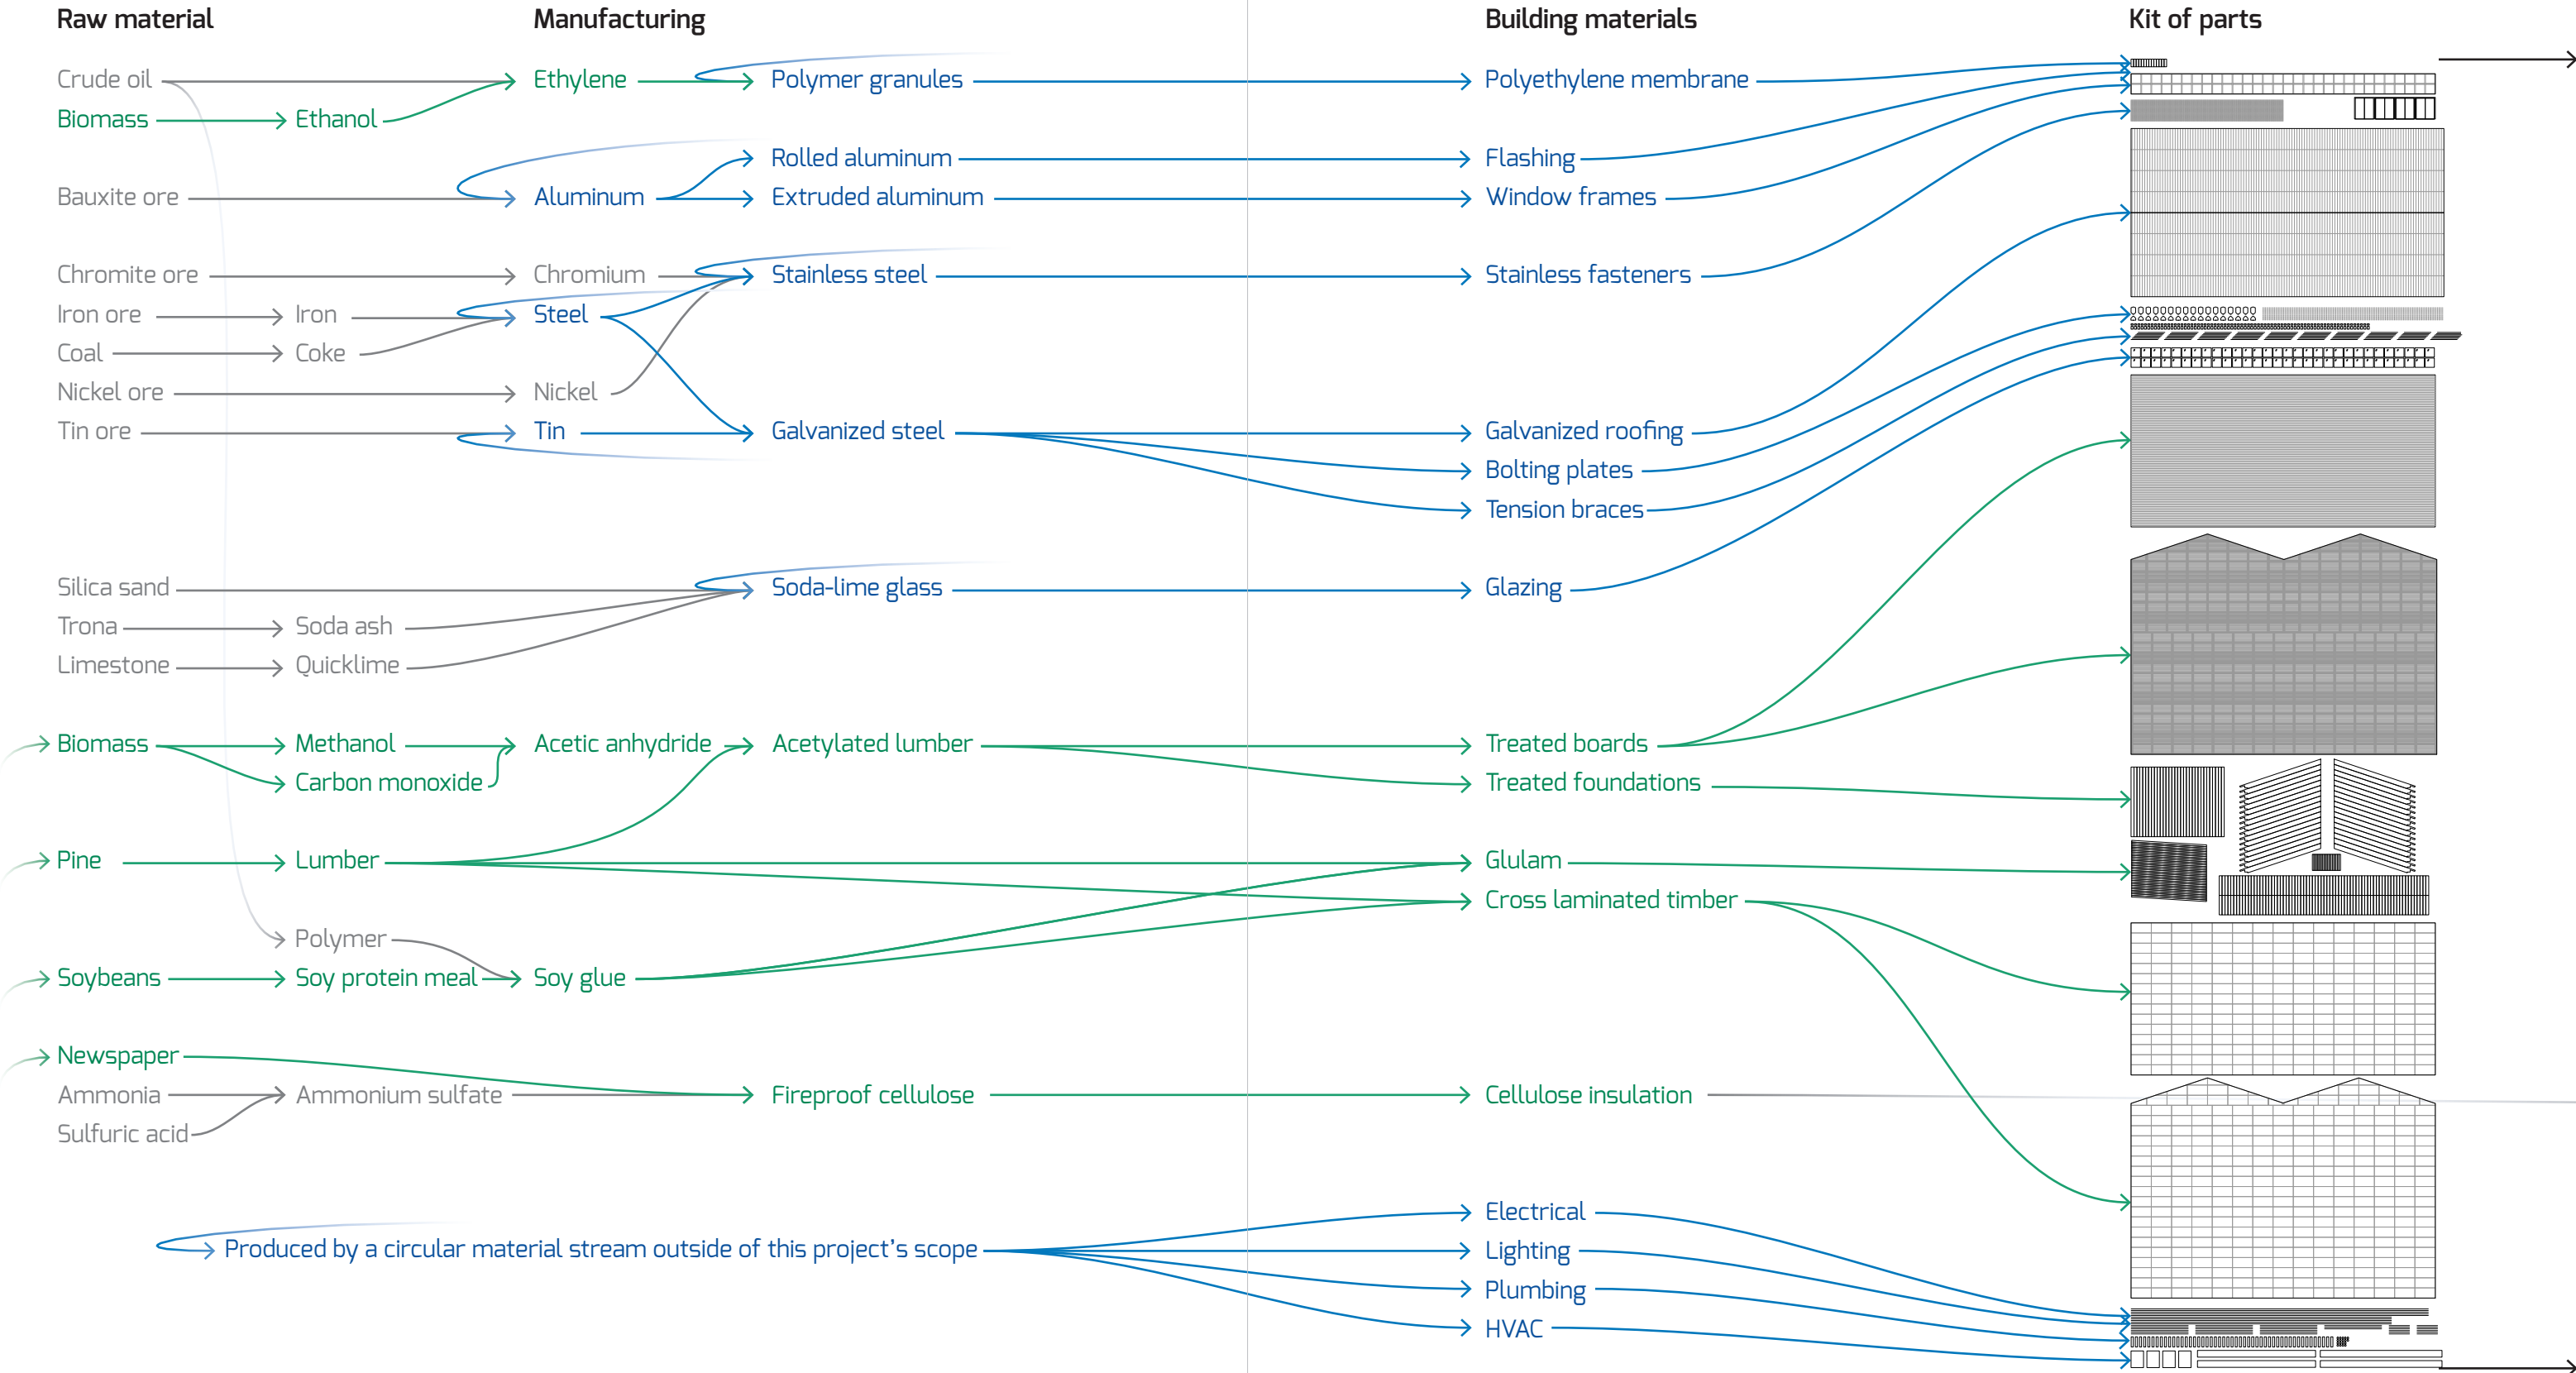 Raw material
Manufacturing
Building materials
Kit of parts
Crude oil
Ethylene
Polymer granules
Polyethylene membrane
Biomass
Ethanol
Rolled aluminum
Flashing
Bauxite ore
Aluminum
Extruded aluminum
Window frames
Chromite ore
Chromium
Stainless steel
Stainless fasteners
Iron ore
Iron
Steel
Coal
Coke
Nickel ore
Nickel
Tin ore
Tin
Galvanized steel
Galvanized roofing
Bolting plates
Tension braces
Silica sand
Soda-lime glass
Glazing
Trona
Soda ash
Limestone
Quicklime
Biomass
Methanol
Acetic anhydride
Acetylated lumber
Treated boards
Carbon monoxide
Treated foundations
Pine
Lumber
Glulam
Cross laminated timber
Polymer
Soybeans
Soy protein meal
Soy glue
Newspaper
Ammonia
Ammonium sulfate
Fireproof cellulose
Cellulose insulation
Sulfuric acid
Electrical
Produced by a circular material stream outside of this project’s scope
Lighting
Plumbing
HVAC